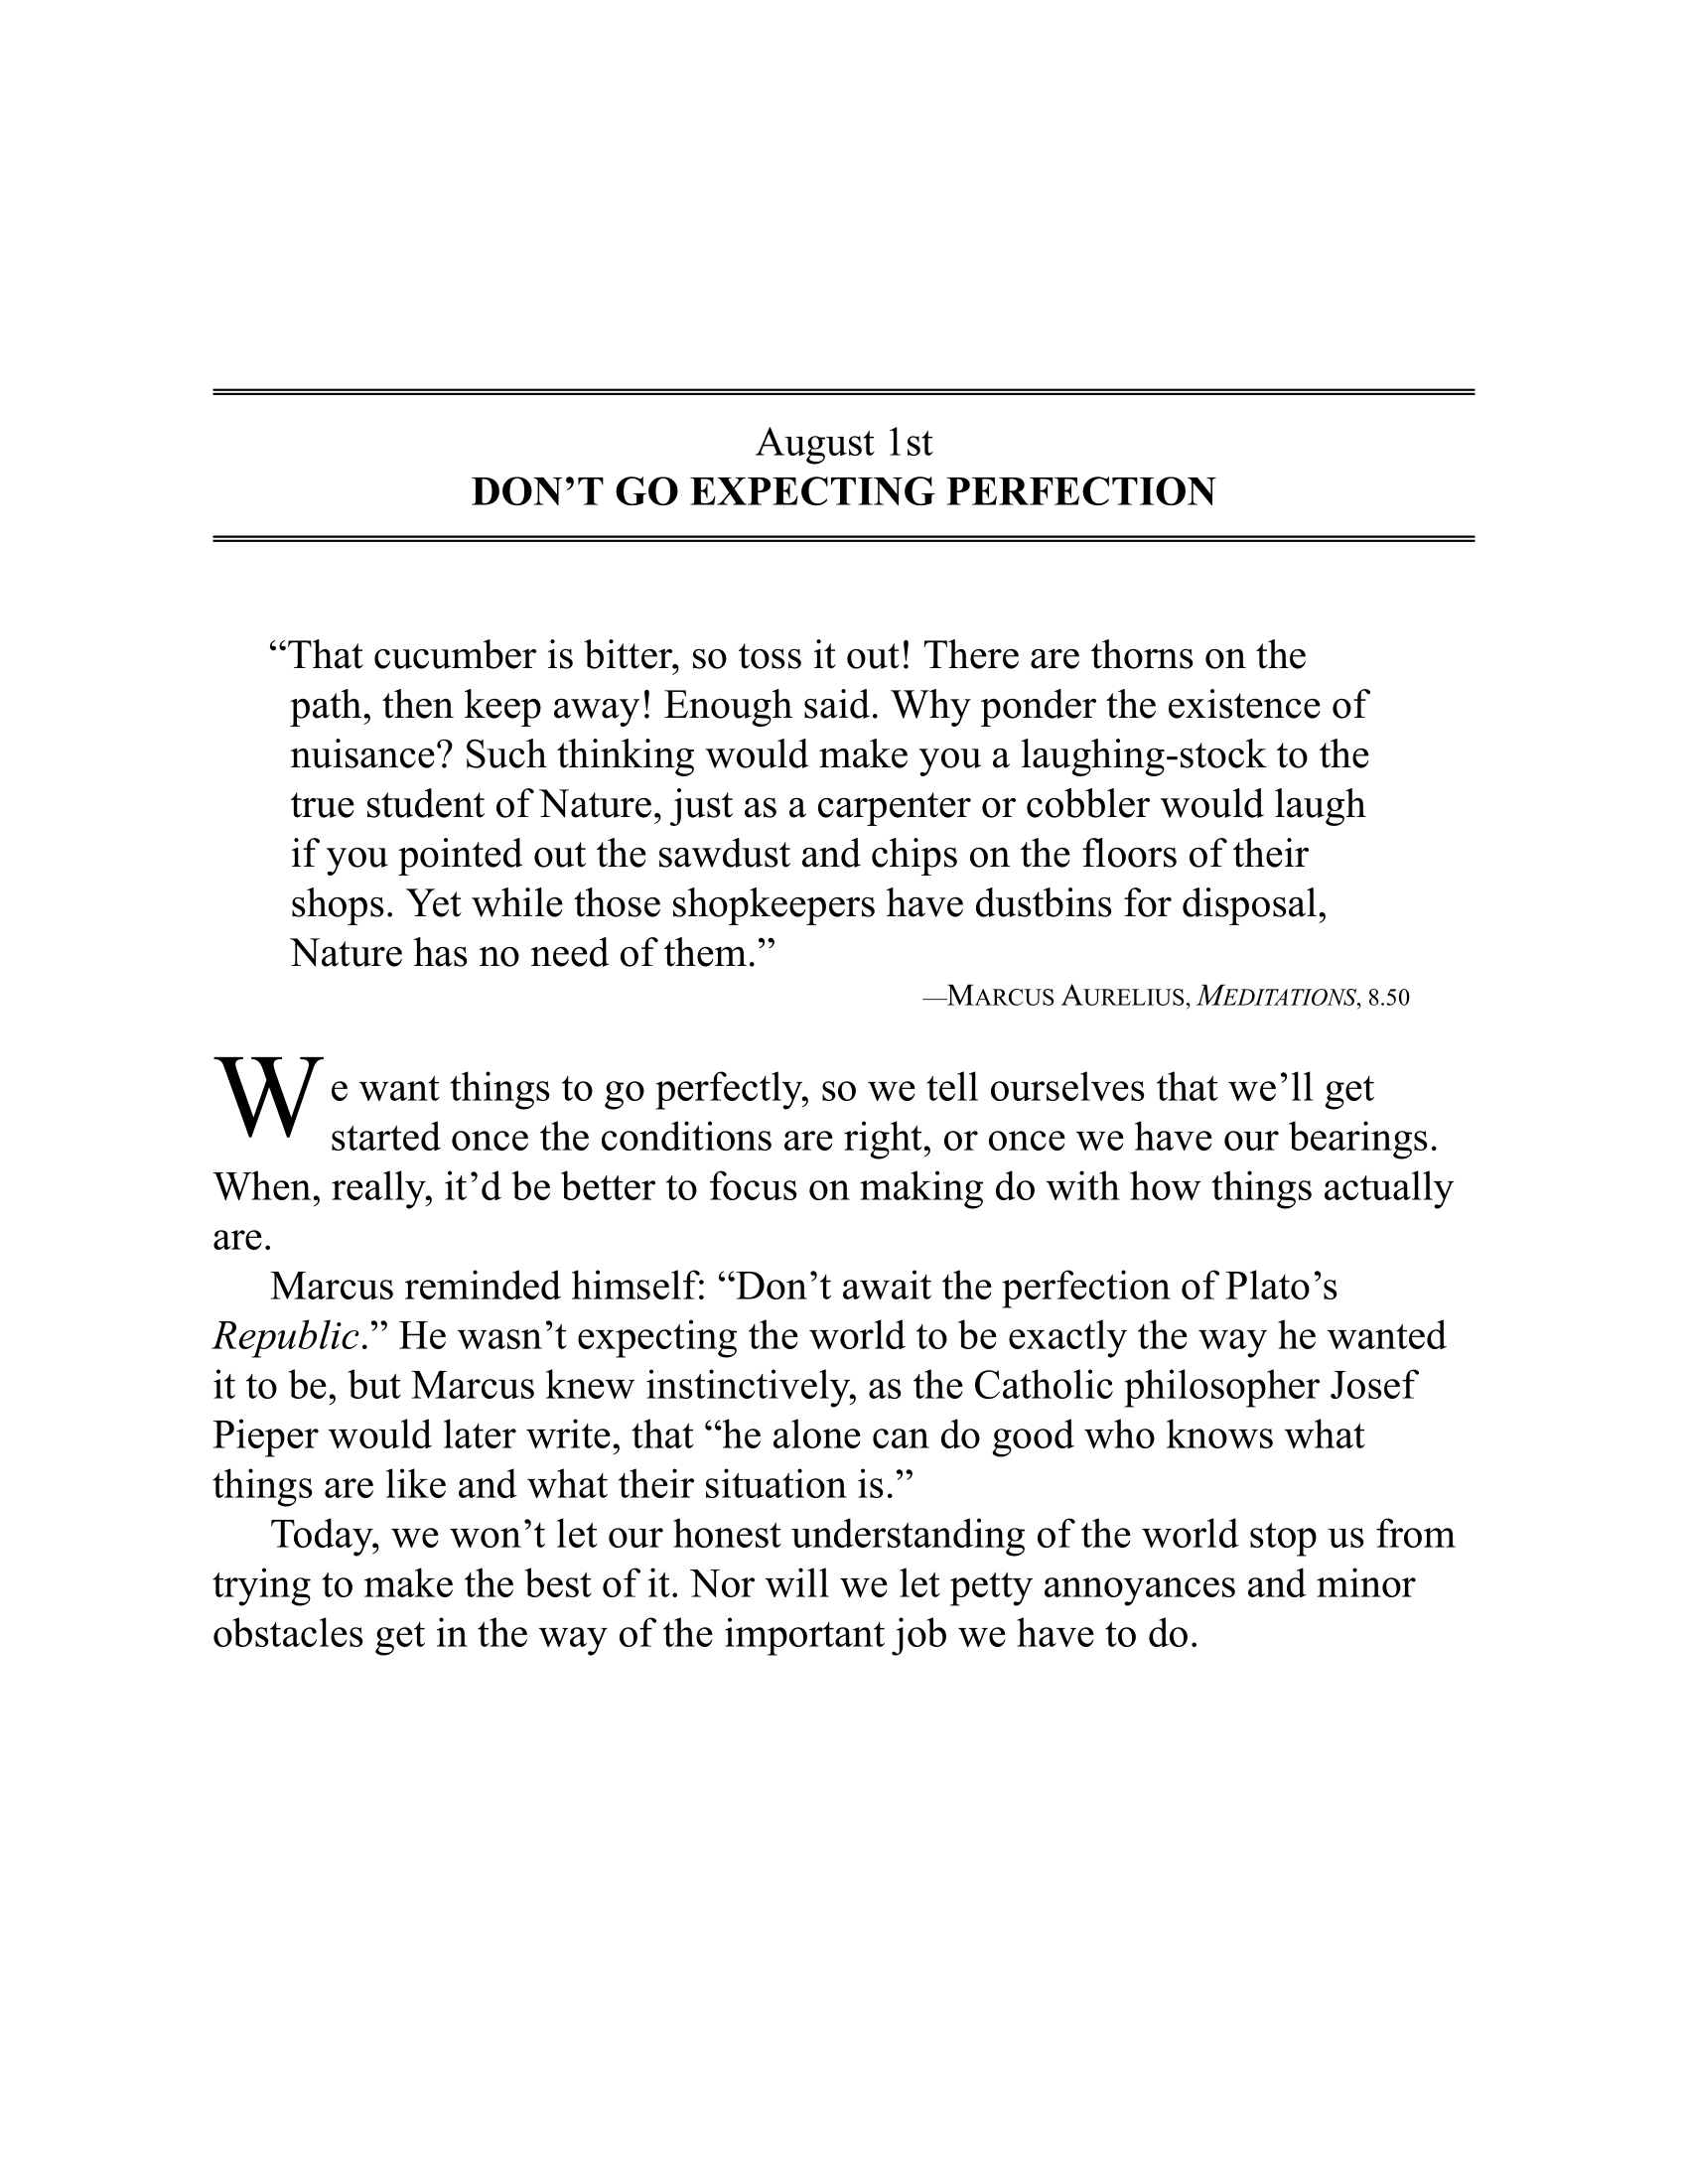 August 1st
DON’T GO EXPECTING PERFECTION
“That cucumber is bitter, so toss it out! There are thorns on the
path, then keep away! Enough said. Why ponder the existence of
nuisance? Such thinking would make you a laughing-stock to the
true student of Nature, just as a carpenter or cobbler would laugh
if you pointed out the sawdust and chips on the floors of their
shops. Yet while those shopkeepers have dustbins for disposal,
Nature has no need of them.”
—MARCUS AURELIUS, MEDITATIONS, 8.50
We want things to go perfectly, so we tell ourselves that we’ll get
started once the conditions are right, or once we have our bearings.
When, really, it’d be better to focus on making do with how things actually
are.
Marcus reminded himself: “Don’t await the perfection of Plato’s
Republic.” He wasn’t expecting the world to be exactly the way he wanted
it to be, but Marcus knew instinctively, as the Catholic philosopher Josef
Pieper would later write, that “he alone can do good who knows what
things are like and what their situation is.”
Today, we won’t let our honest understanding of the world stop us from
trying to make the best of it. Nor will we let petty annoyances and minor
obstacles get in the way of the important job we have to do.